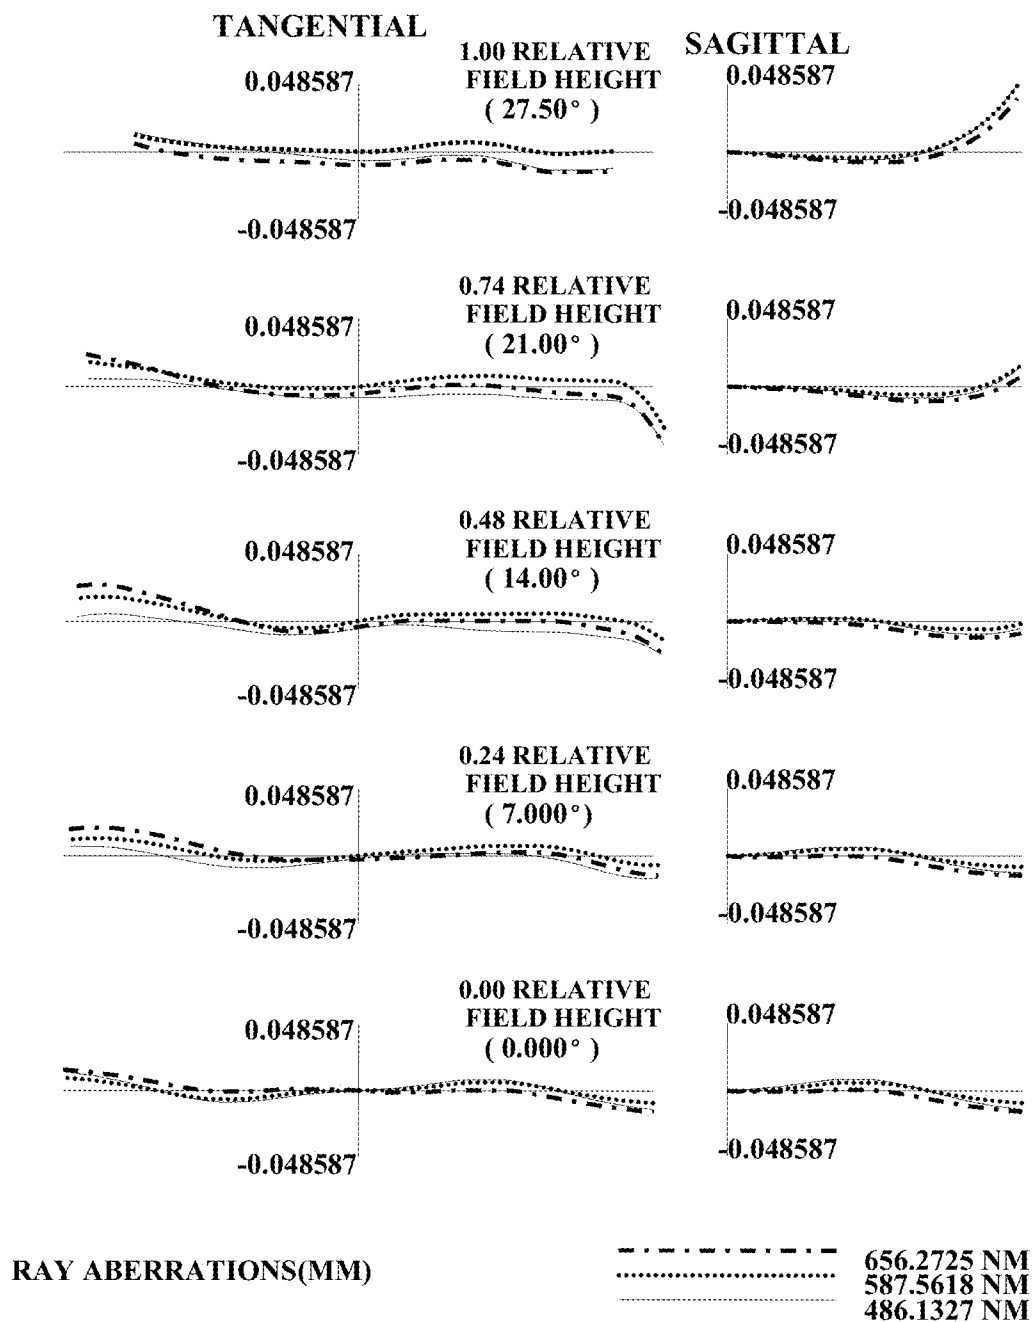 TANGENTIAL
SAGITTAL
1.00 RELATIVE
FIELD HEIGHT
( 27.50° )
0.048587
0.048587
-0.048587
-0.048587
0.74 RELATIVE
FIELD HEIGHT
( 21.00° )
0.048587
0.048587
-0.048587
-0.048587
0.48 RELATIVE
FIELD HEIGHT
( 14.00° )
0.048587
0.048587
-0.048587
-0.048587
0.24 RELATIVE
FIELD HEIGHT
( 7.000° )
0.048587
0.048587
-0.048587
-0.048587
0.00 RELATIVE
FIELD HEIGHT
( 0.000° )
0.048587
0.048587
-0.048587
-0.048587
RAY ABERRATIONS(MM)
656.2725 NM
587.5618 NM
486.1327 NM